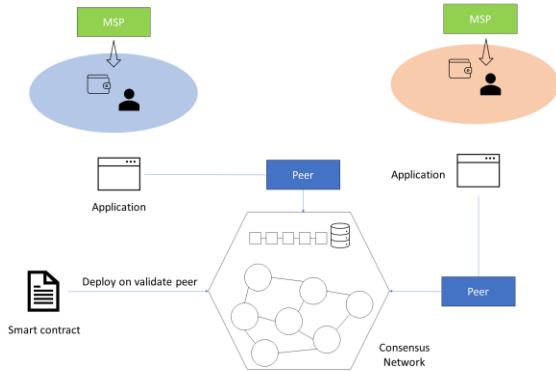 MSP
MSP
Peer
Application
Application
Deploy on validate peer
Peer
Smart contract
Consensus
Network